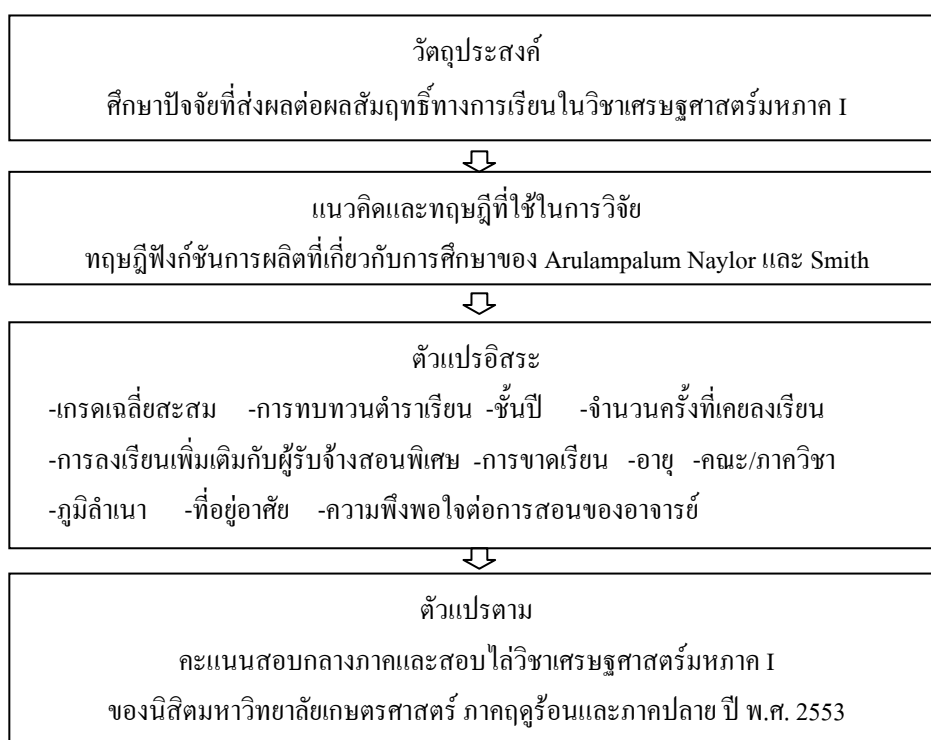 วัตถุประสงค์
ศึกษาปัจจัยที่ส่งผลต่อผลสัมฤทธิ์ทางการเรียนในวิชาเศรษฐศาสตร์มหภาค I
แนวคิดและทฤษฎีที่ใช้ในการวิจัย
ทฤษฎีฟังก์ชันการผลิตที่เกี่ยวกับการศึกษาของ Arulampalum Naylor และ Smith
ตัวแปรอิสระ
-เกรดเฉลี่ยสะสม -การทบทวนตำราเรียน -ชั้นปี -จำนวนครั้งที่เคยลงเรียน
-การลงเรียนเพิ่มเติมกับผู้รับจ้างสอนพิเศษ -การขาดเรียน -อายุ -คณะ/ภาควิชา
-ภูมิลำเนา -ที่อยู่อาศัย -ความพึงพอใจต่อการสอนของอาจารย์
ตัวแปรตาม
คะแนนสอบกลางภาคและสอบไล่วิชาเศรษฐศาสตร์มหภาค I
ของนิสิตมหาวิทยาลัยเกษตรศาสตร์ ภาคฤดูร้อนและภาคปลาย ปี พ.ศ. 2553